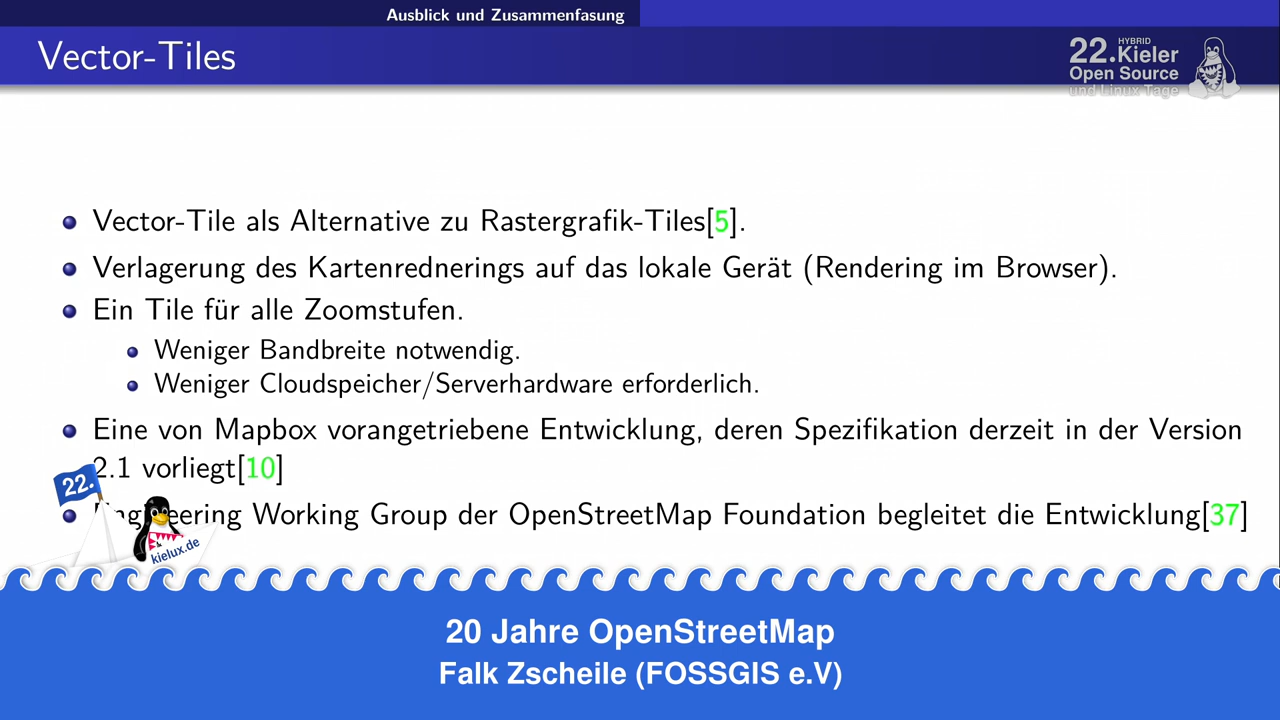 Ausblick und Zusammenfasung
Vector-Tiles
HYBRID
22.Kieler
Open Source
und Linux Tage
Vector-Tile als Alternative zu Rastergrafik-Tiles[5].
Verlagerung des Kartenrednerings auf das lokale Gerät (Rendering im Browser).
Ein Tile für alle Zoomstufen.
Weniger Bandbreite notwendig.
Weniger Cloudspeicher/Serverhardware erforderlich.
Eine von Mapbox vorangetriebene Entwicklung, deren Spezifikation derzeit in der Version
2.1 vorliegt[10]
Working Group der OpenStreetMap Foundation begleitet die Entwicklung[37]
22.
kielux.de
20 Jahre OpenStreetMap
Falk Zscheile (FOSSGIS e.V)